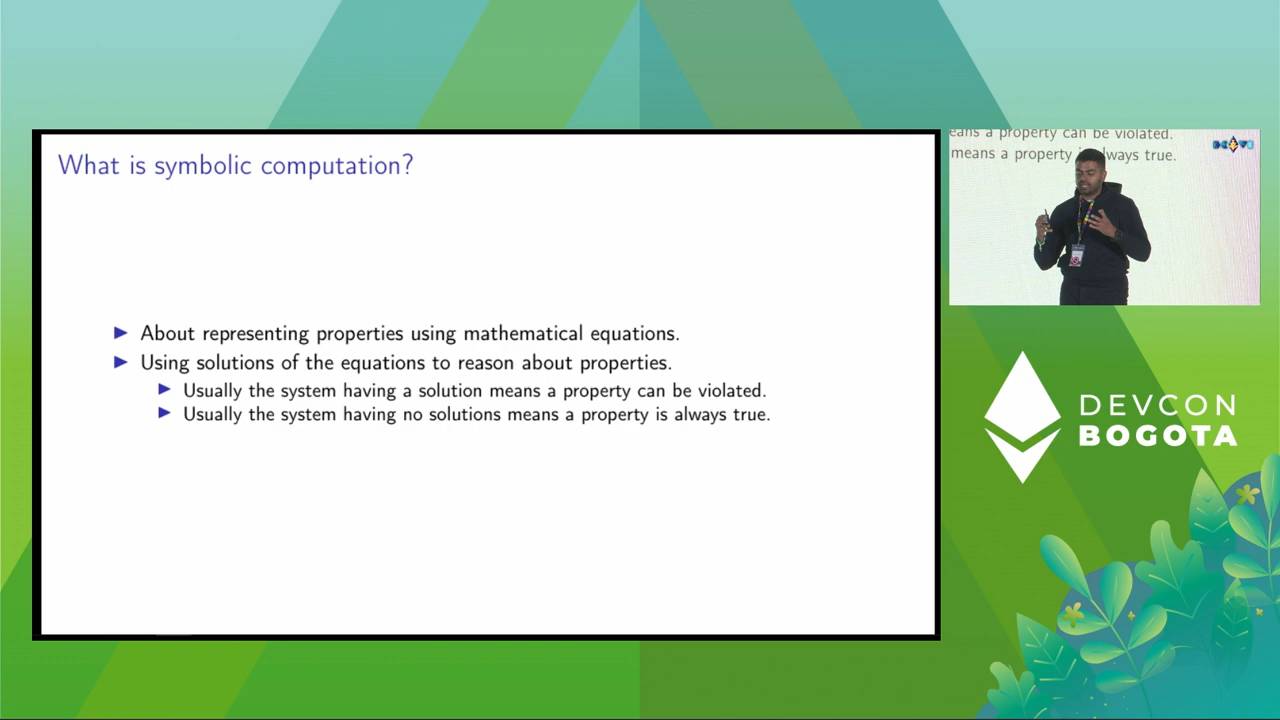 What is symbolic computation?
About representing properties using mathematical equations.
Using solutions of the equations to reason about properties.
Usually the system having a solution means a property can be violated.
Usually the system having no solutions means a property is always true.
eans a property can be violated.
means a property always true.
DEVCON
BOGOTA